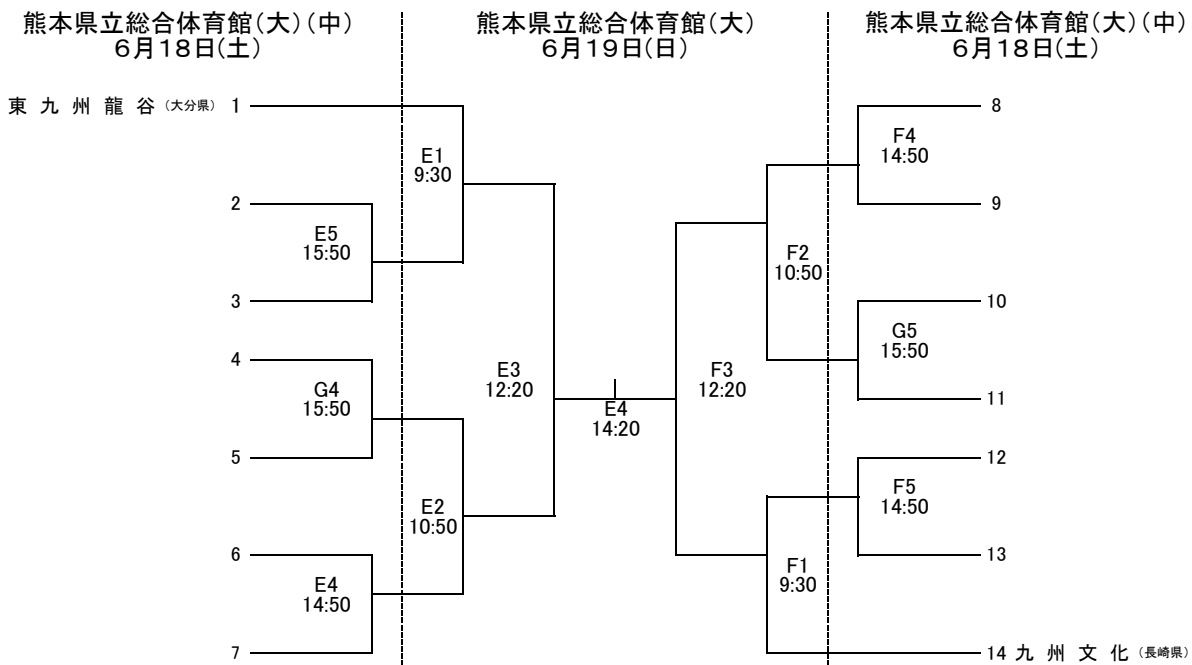 熊本県立総合体育館(大)(中)
6月18日(土)
熊本県立総合体育館(大)
6月19日(日)
熊本県立総合体育館(大)(中)
6月18日(土)
東九州龍谷(大分県) 1
2
3
4
5
6
7
E5
15:50
G4
15:50
E4
14:50
E1
9:30
E2
10:50
E3
12:20
E4
14:20
F3
12:20
F2
10:50
F1
9:30
F4
14:50
G5
15:50
F5
14:50
8
9
10
11
12
13
14 九州文化(長崎県)